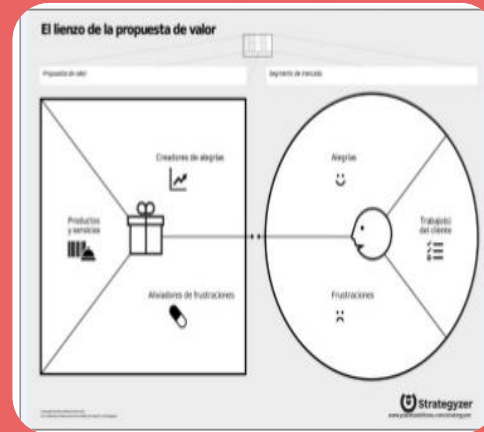 El lienzo de la propuesta de valor
Propuesta de valor
Segmento de mercado
Creadores de alegrías
Productos
y servicios
Aliviadores de frustraciones
Alegrías
Trabajo(s)
del cliente
Frustraciones
Strategyzer